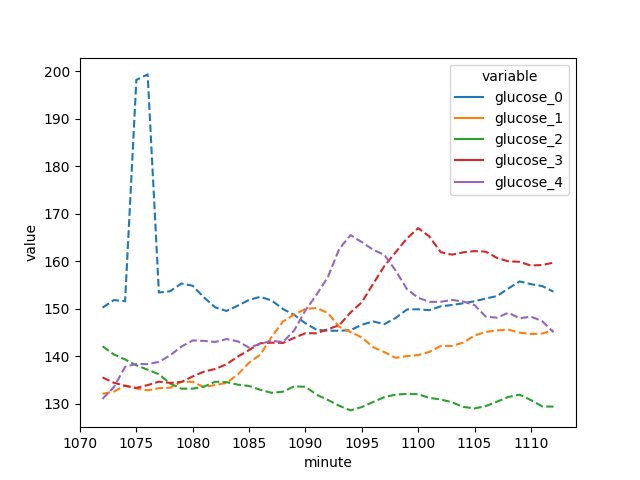 200
190
180
170
160
150
140
130
value
1070 1075 1080 1085 1090 1095 1100 1105 1110
minute
variable
glucose_0
glucose_1
glucose_2
glucose_3
glucose_4